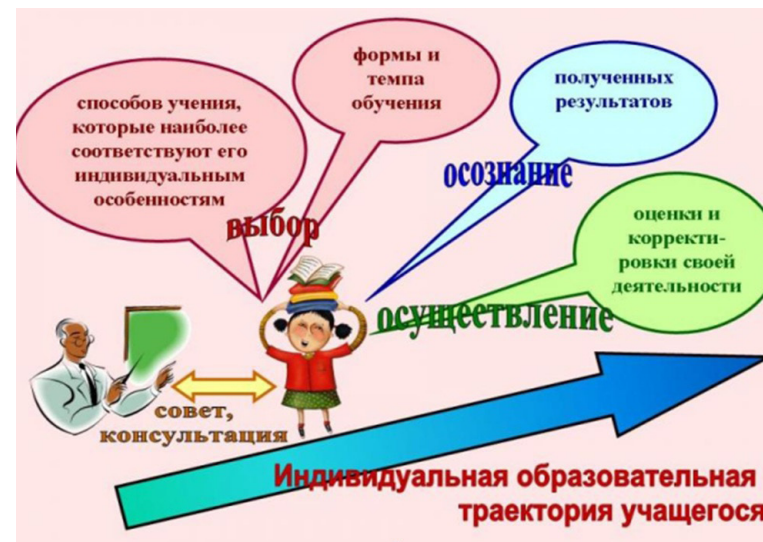 формы и
темпа
обучения
способов учения,
которые наиболее
соответствуют его
индивидуальным
особенностям
выбор
полученных
результатов
осознание
оценки и
корректи-
ровки своей
деятельности
осуществление
совет,
консультация
Индивидуальная образовательная
траектория учащегося